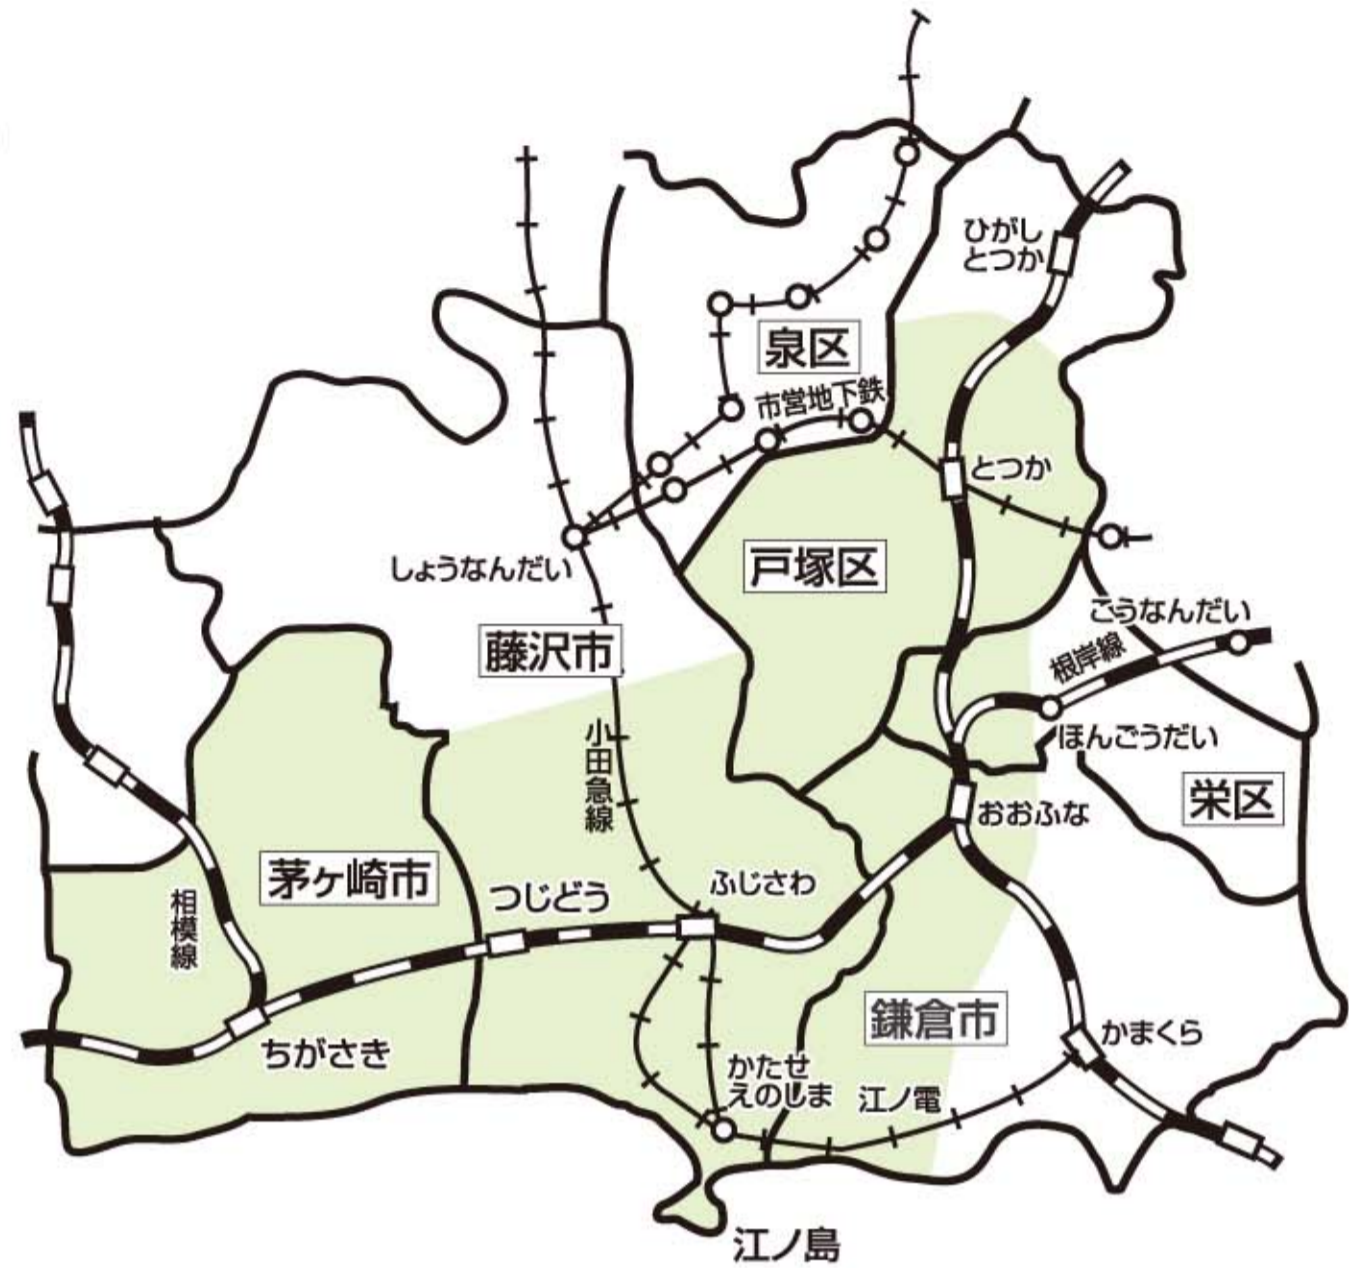 ひがし
とつか
泉区
市営地下鉄
とつか
戸塚区
しょうなんだい
こうなんだい
藤沢市
根岸線
ほんごうだい
小田急線
栄区
おおふな
茅ヶ崎市
つじどう
ふじさわ
相模線
鎌倉市
かまくら
ちがさき
かたせ
えのしま
江ノ電
江ノ島